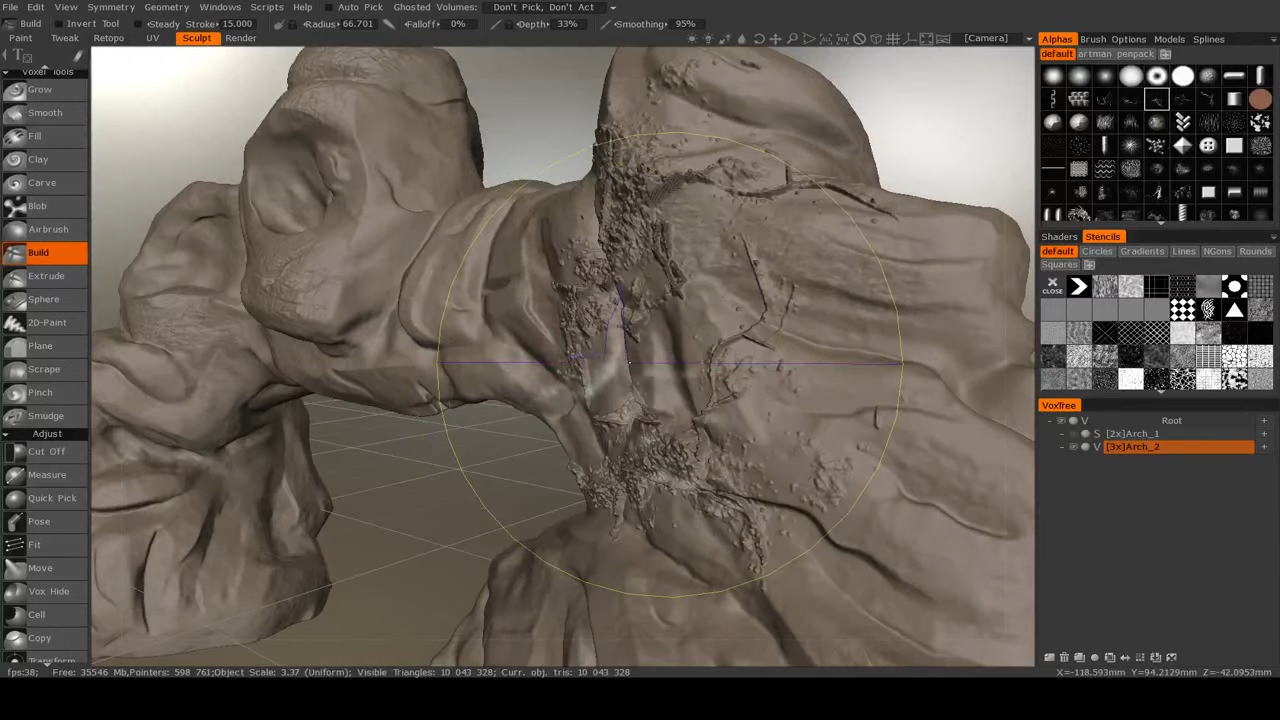 File Edit View Symmetry Geometry Windows Scripts Help Auto Pick Ghosted Volumes: Don't Pick, Don't Act
Build Invert Tool Steady Stroke 15.000 Radius 66.701 Falloff 0% Depth 33% Smoothing 95%
Paint Tweak Retopo UV Sculpt Render [Camera]
Alphas Brush Options Models Splines
default artman penpack
Voxel Tools
Grow
Smooth
Fill
Clay
Carve
Blob
Airbrush
Build
Extrude
Sphere
2D-Paint
Plane
Scrape
Pinch
Smudge
Adjust
Cut Off
Measure
Quick Pick
Pose
Fit
Move
Vox Hide
Cell
Copy
Transform
Shaders Stencils
default Circles Gradients Lines NGons Rounds
Squares
CLOSE
VoxTree
V Root +
S [2x]Arch_1 +
V [3x]Arch_2 +
fps:38; Free: 35546 Mb,Pointers: 598 761;Object Scale: 3.37 (Uniform); Visible Triangles: 10 043 328; Curr. obj. tris: 10 043 328
X=-118.593mm Y=94.2129mm Z=-42.0953mm